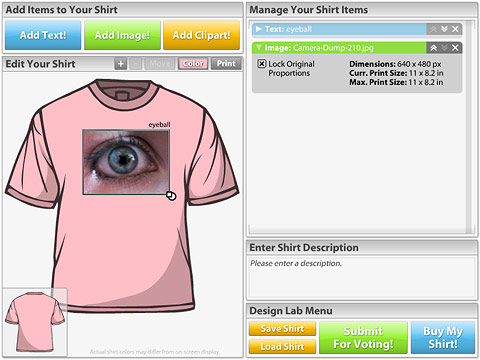 Add Items to Your Shirt
Add Text!
Add Image!
Add Clipart!
Edit Your Shirt
+
-
Move
Color
Print
eyeball
Actual shirt colors may differ from on-screen display.
Manage Your Shirt Items
Text: eyeball
Image: Camera-Dump-210.jpg
Lock Original
Proportions
Dimensions: 640 x 480 px
Curr. Print Size: 11 x 8.2 in
Max. Print Size: 11 x 8.2 in
Enter Shirt Description
Please enter a description.
Design Lab Menu
Save Shirt
Load Shirt
Submit
For Voting!
Buy My
Shirt!